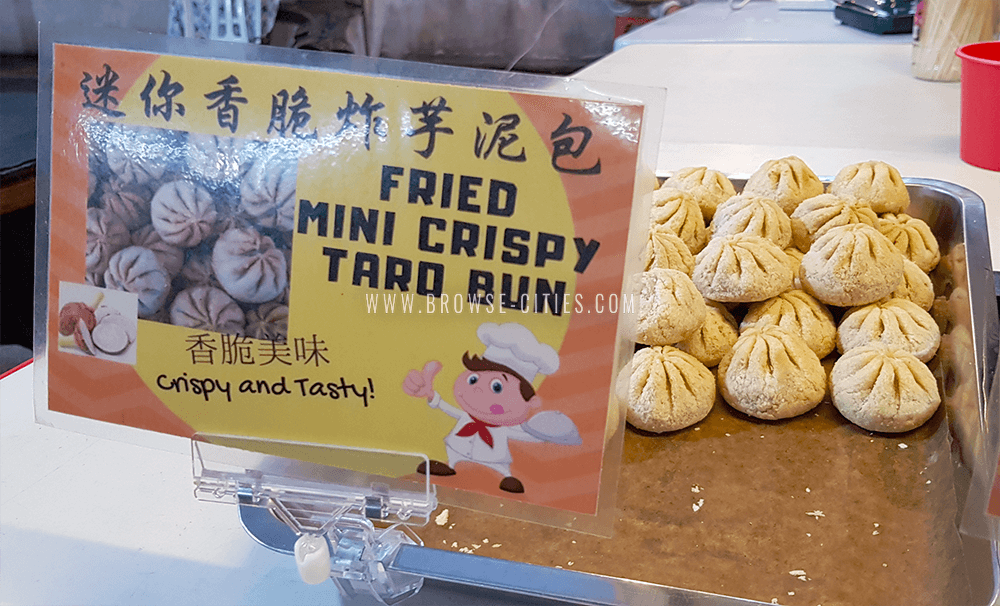 迷你香脆炸芋泥包
FRIED
MINI CRISPY
TARO BUN
WWW.BROWSE-CITIES.COM
香脆美味
Crispy and Tasty!